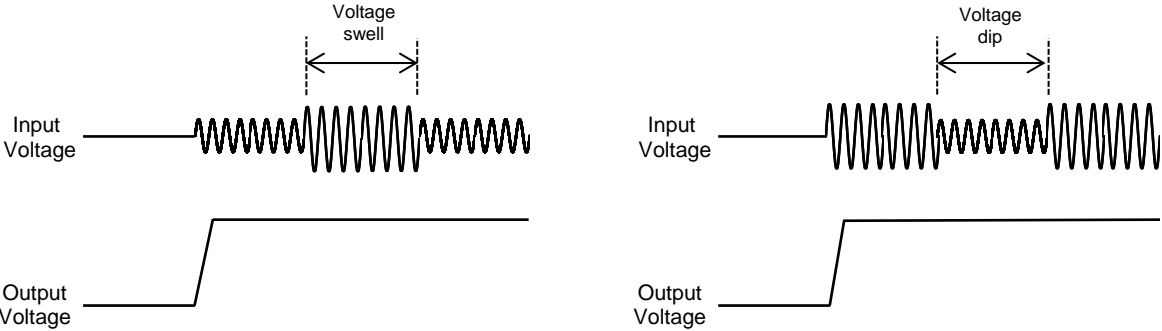 Voltage
swell
Input
Voltage
Output
Voltage
Voltage
dip
Input
Voltage
Output
Voltage